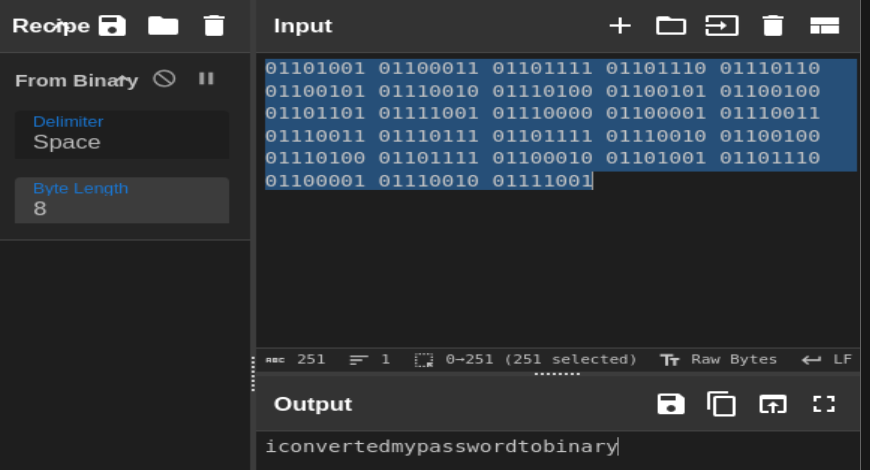 Recipe
Input
From Binary
Delimiter
Space
Byte Length
8
01101001 01100011 01101111 01101110 01110110
01100101 01110010 01110100 01100101 01100100
01101101 01111001 01110000 01100001 01110011
01110011 01110111 01101111 01110010 01100100
01110100 01101111 01100010 01101001 01101110
01100001 01110010 01111001
ABC 251 1 0→251 (251 selected) Tт Raw Bytes LF
Output
iconvertedmypasswordtobinary